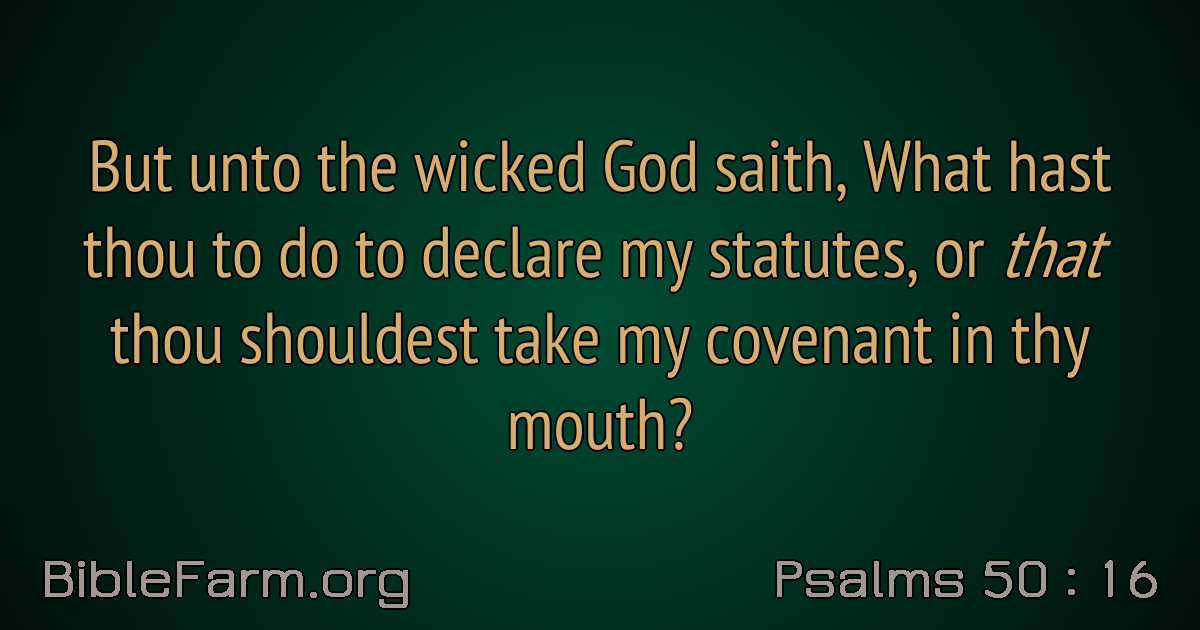 But unto the wicked God saith, What hast
thou to do to declare my statutes, or that
thou shouldest take my covenant in thy
mouth?
BibleFarm.org
Psalms 50 : 16